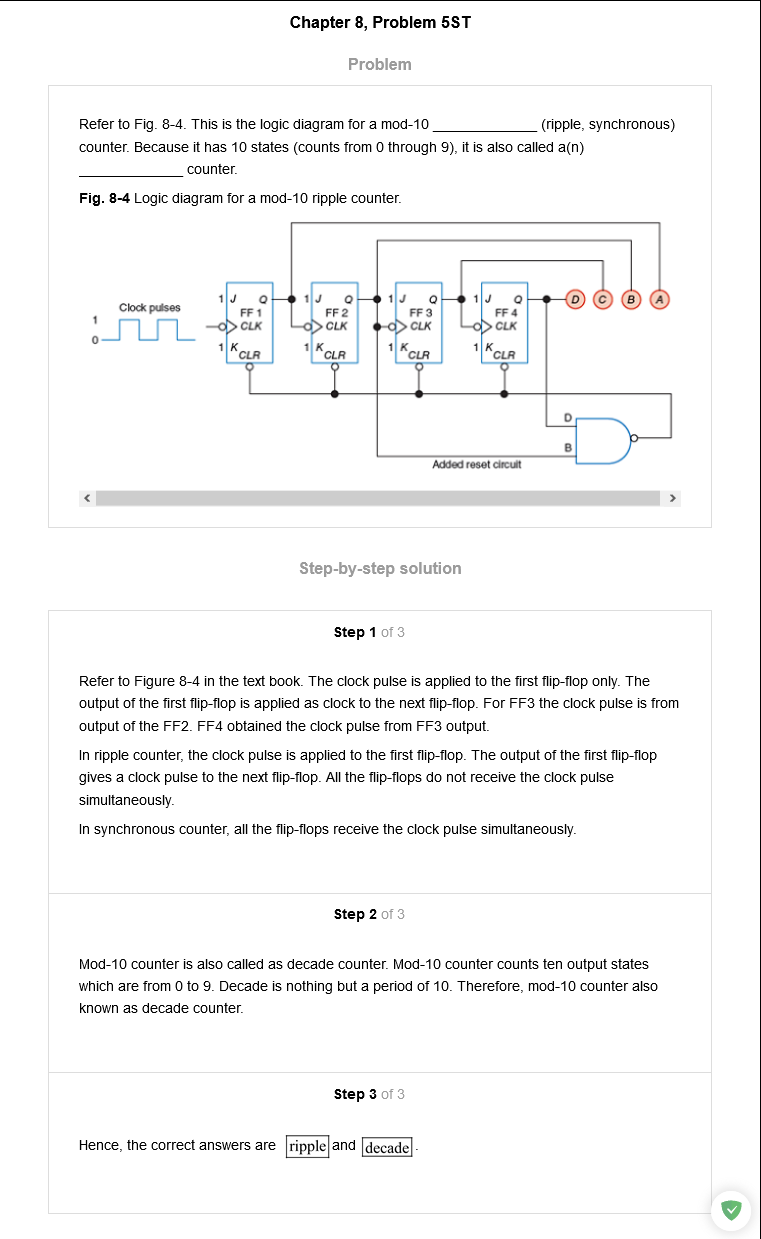 Chapter 8, Problem 5ST
Problem
Refer to Fig. 8-4. This is the logic diagram for a mod-10 _____________ (ripple, synchronous)
counter. Because it has 10 states (counts from 0 through 9), it is also called a(n)
_____________ counter.
Fig. 8-4 Logic diagram for a mod-10 ripple counter.
Clock pulses
1
0
1 J Q
FF 1
CLK
1 K
CLR
1 J Q
FF 2
CLK
1 K
CLR
1 J Q
FF 3
CLK
1 K
CLR
1 J Q
FF 4
CLK
1 K
CLR
D C B A
D
B
Added reset circuit
Step-by-step solution
Step 1 of 3
Refer to Figure 8-4 in the text book. The clock pulse is applied to the first flip-flop only. The
output of the first flip-flop is applied as clock to the next flip-flop. For FF3 the clock pulse is from
output of the FF2. FF4 obtained the clock pulse from FF3 output.
In ripple counter, the clock pulse is applied to the first flip-flop. The output of the first flip-flop
gives a clock pulse to the next flip-flop. All the flip-flops do not receive the clock pulse
simultaneously.
In synchronous counter, all the flip-flops receive the clock pulse simultaneously.
Step 2 of 3
Mod-10 counter is also called as decade counter. Mod-10 counter counts ten output states
which are from 0 to 9. Decade is nothing but a period of 10. Therefore, mod-10 counter also
known as decade counter.
Step 3 of 3
Hence, the correct answers are ripple and decade.